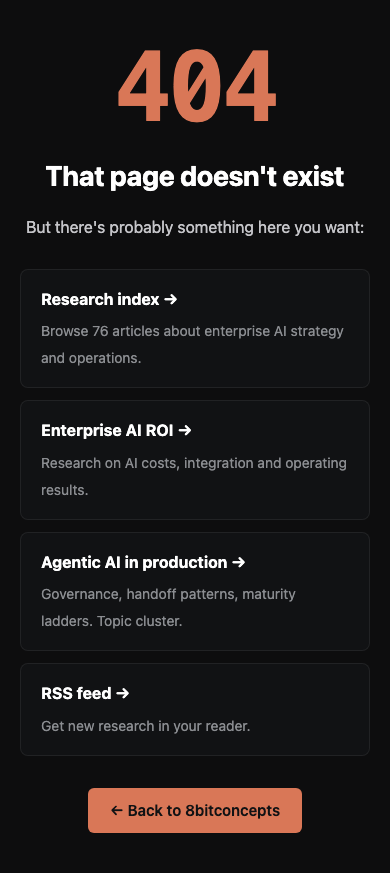 404
That page doesn't exist
But there's probably something here you want:
Research index →
Browse 76 articles about enterprise AI strategy
and operations.
Enterprise AI ROI →
Research on AI costs, integration and operating
results.
Agentic AI in production →
Governance, handoff patterns, maturity
ladders. Topic cluster.
RSS feed →
Get new research in your reader.
← Back to 8bitconcepts